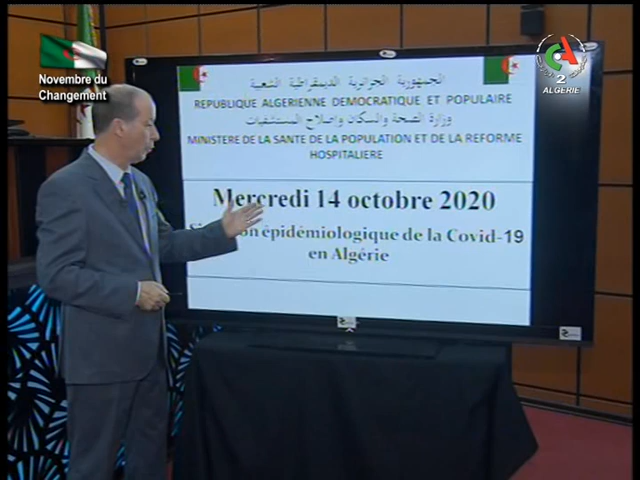 Novembre du
Changement
2
ALGERIE
الجمهورية الجزائرية الديمقراطية الشعبية
REPUBLIQUE ALGERIENNE DEMOCRATIQUE ET POPULAIRE
وزارة الصحة والسكان وإصلاح المستشفيات
MINISTERE DE LA SANTE DE LA POPULATION ET DE LA REFORME
HOSPITALIERE
Mercredi 14 octobre 2020
épidémiologique de la Covid-19
en Algérie